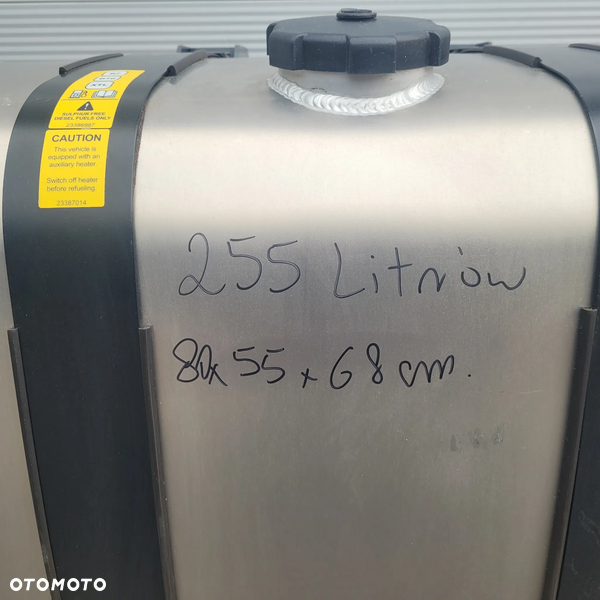 SULPHUR FREE
DIESEL FUELS ONLY
CAUTION
This vehicle is
equipped with an
auxiliary heater
Switch off heater
before refueling.
23387014
255 Litrów
80x55x68 cm.
OTOMOTO